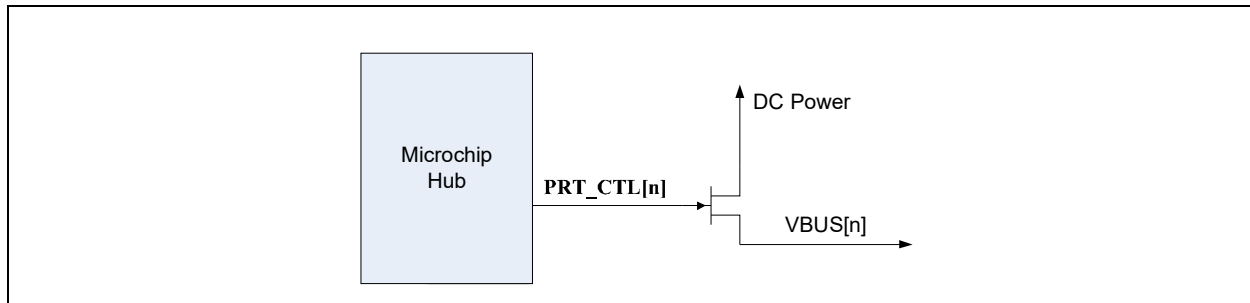 Microchip
Hub
PRT_CTL[n]
DC Power
VBUS[n]